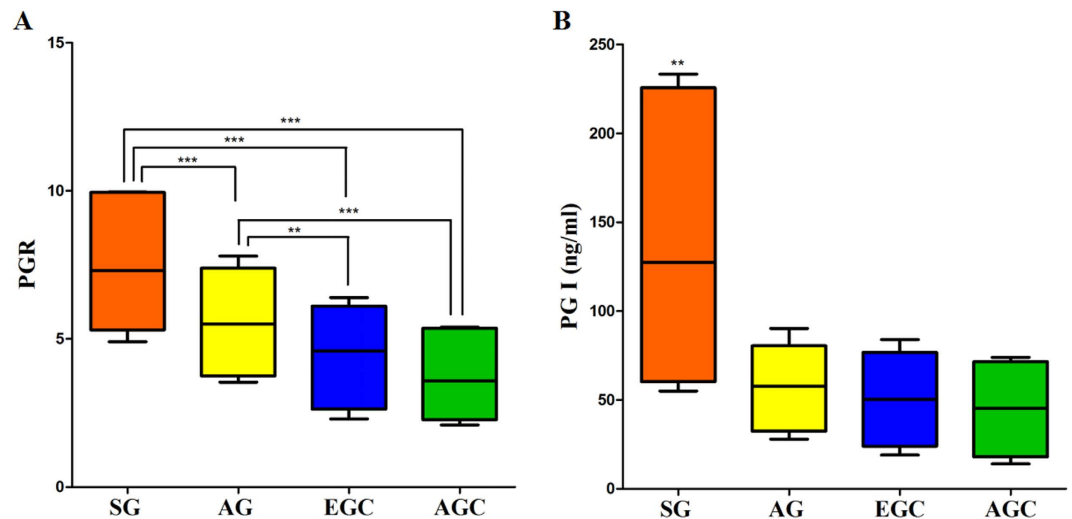 A
PGR
15
10
5
0
***
***
***
***
**
SG AG EGC AGC
B
PG I (ng/ml)
250
200
150
100
50
0
**
SG AG EGC AGC